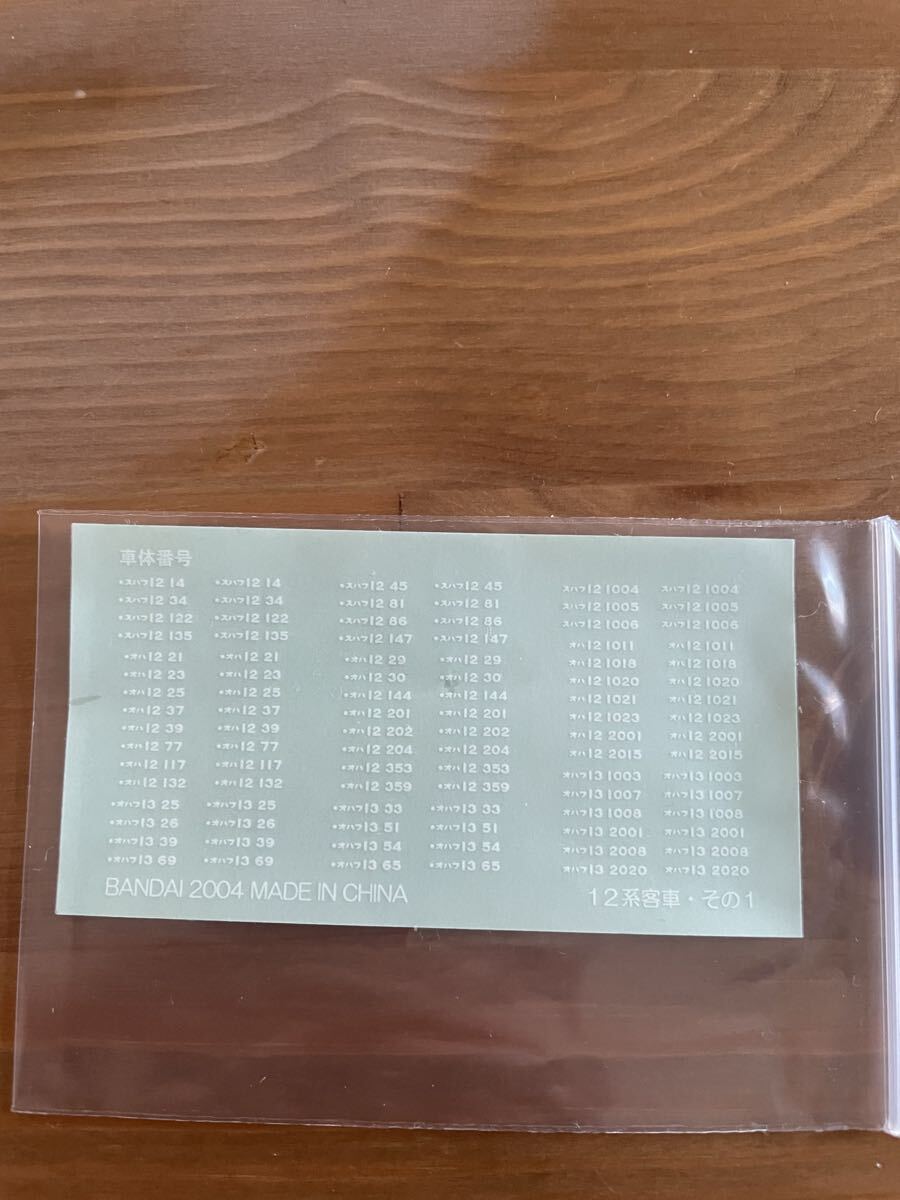 車体番号
•スハフ12 14 •スハフ12 14 •スハフ12 45 •スハフ12 45 スハフ12 1004 スハフ12 1004
•スハフ12 34 •スハフ12 34 •スハフ12 81 •スハフ12 81 スハフ12 1005 スハフ12 1005
•スハフ12 122 •スハフ12 122 •スハフ12 86 •スハフ12 86 スハフ12 1006 スハフ12 1006
•スハフ12 135 •スハフ12 135 •スハフ12 147 •スハフ12 147 オハ12 1011 オハ12 1011
•オハ12 21 •オハ12 21 •オハ12 29 •オハ12 29 オハ12 1018 オハ12 1018
•オハ12 23 •オハ12 23 •オハ12 30 •オハ12 30 オハ12 1020 オハ12 1020
•オハ12 25 •オハ12 25 •オハ12 144 •オハ12 144 オハ12 1021 オハ12 1021
•オハ12 37 •オハ12 37 •オハ12 201 •オハ12 201 オハ12 1023 オハ12 1023
•オハ12 39 •オハ12 39 •オハ12 202 •オハ12 202 オハ12 2001 オハ12 2001
•オハ12 77 •オハ12 77 •オハ12 204 •オハ12 204 オハ12 2015 オハ12 2015
•オハ12 117 •オハ12 117 •オハ12 353 •オハ12 353 オハフ13 1003 オハフ13 1003
•オハ12 132 •オハ12 132 •オハ12 359 •オハ12 359 オハフ13 1007 オハフ13 1007
•オハフ13 25 •オハフ13 25 •オハフ13 33 •オハフ13 33 オハフ13 1008 オハフ13 1008
•オハフ13 26 •オハフ13 26 •オハフ13 51 •オハフ13 51 オハフ13 2001 オハフ13 2001
•オハフ13 39 •オハフ13 39 •オハフ13 54 •オハフ13 54 オハフ13 2008 オハフ13 2008
•オハフ13 69 •オハフ13 69 •オハフ13 65 •オハフ13 65 オハフ13 2020 オハフ13 2020
BANDAI 2004 MADE IN CHINA 12系客車・その1